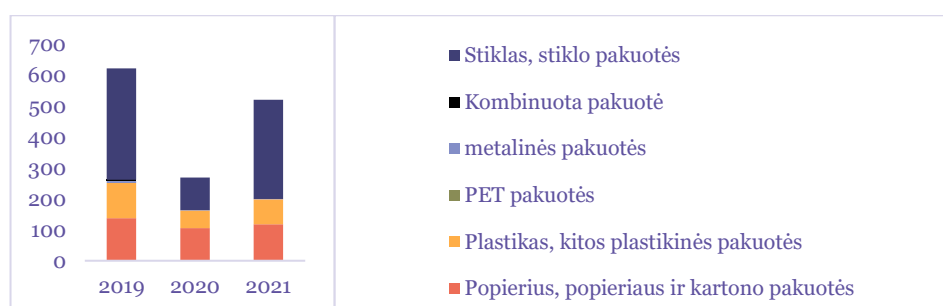 700
600
500
400
300
200
100
0
2019 2020 2021
Stiklas, stiklo pakuotės
Kombinuota pakuotė
metalinės pakuotės
PET pakuotės
Plastikas, kitos plastikinės pakuotės
Popierius, popieriaus ir kartono pakuotės